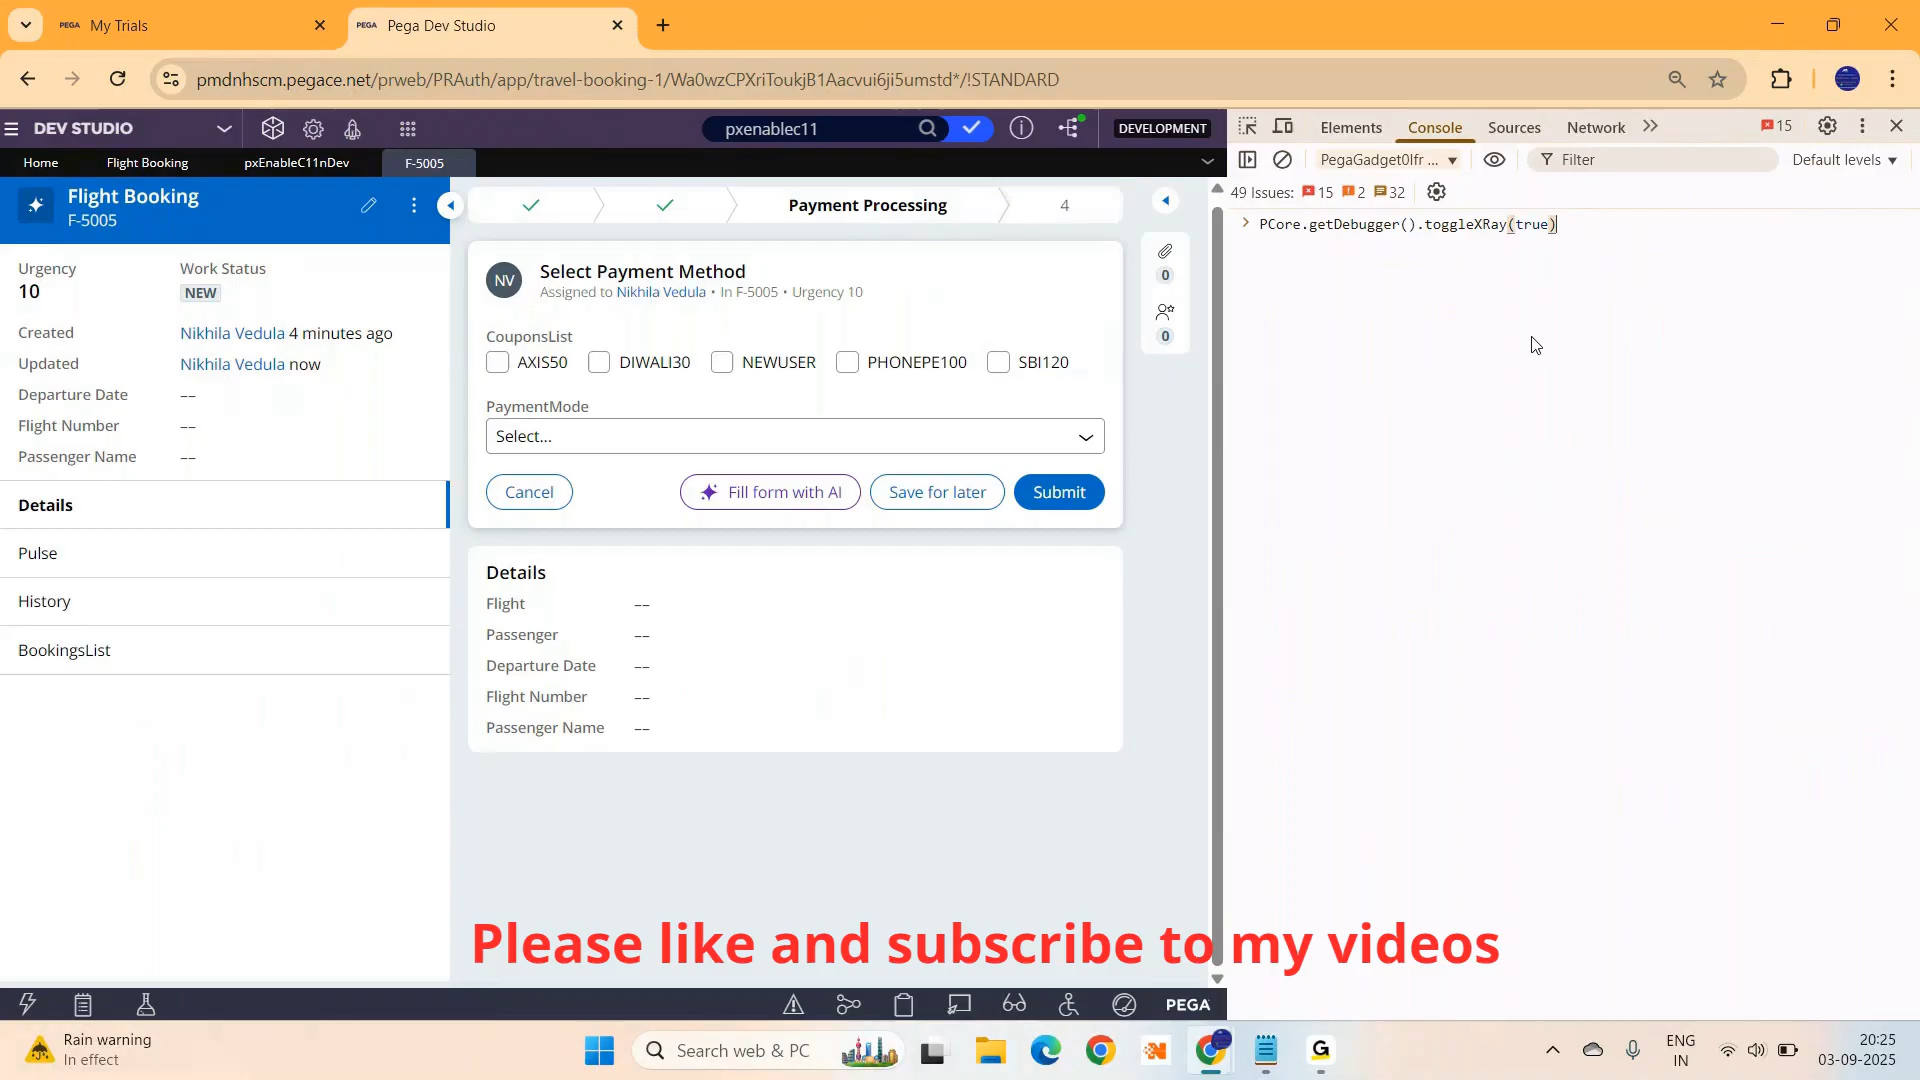 PEGA My Trials
PEGA Pega Dev Studio
pmdnhscm.pegace.net/prweb/PRAuth/app/travel-booking-1/Wa0wzCPXriToukjB1Aacvui6ji5umstd*/!STANDARD
DEV STUDIO
pxenablec11
DEVELOPMENT
Home
Flight Booking
pxEnableC11nDev
F-5005
Flight Booking
F-5005
Urgency
10
Work Status
NEW
Created
Nikhila Vedula 4 minutes ago
Updated
Nikhila Vedula now
Departure Date
––
Flight Number
––
Passenger Name
––
Details
Pulse
History
BookingsList
Payment Processing
4
NV
Select Payment Method
Assigned to Nikhila Vedula • In F-5005 • Urgency 10
CouponsList
AXIS50
DIWALI30
NEWUSER
PHONEPE100
SBI120
PaymentMode
Select...
Cancel
Fill form with AI
Save for later
Submit
0
0
Details
Flight ––
Passenger ––
Departure Date ––
Flight Number ––
Passenger Name ––
Elements
Console
Sources
Network
15
PegaGadget0Ifr ...
Filter
Default levels
49 Issues: 15 2 32
PCore.getDebugger().toggleXRay(true)
Please like and subscribe to my videos
PEGA
Rain warning
In effect
Search web & PC
ENG
IN
20:25
03-09-2025